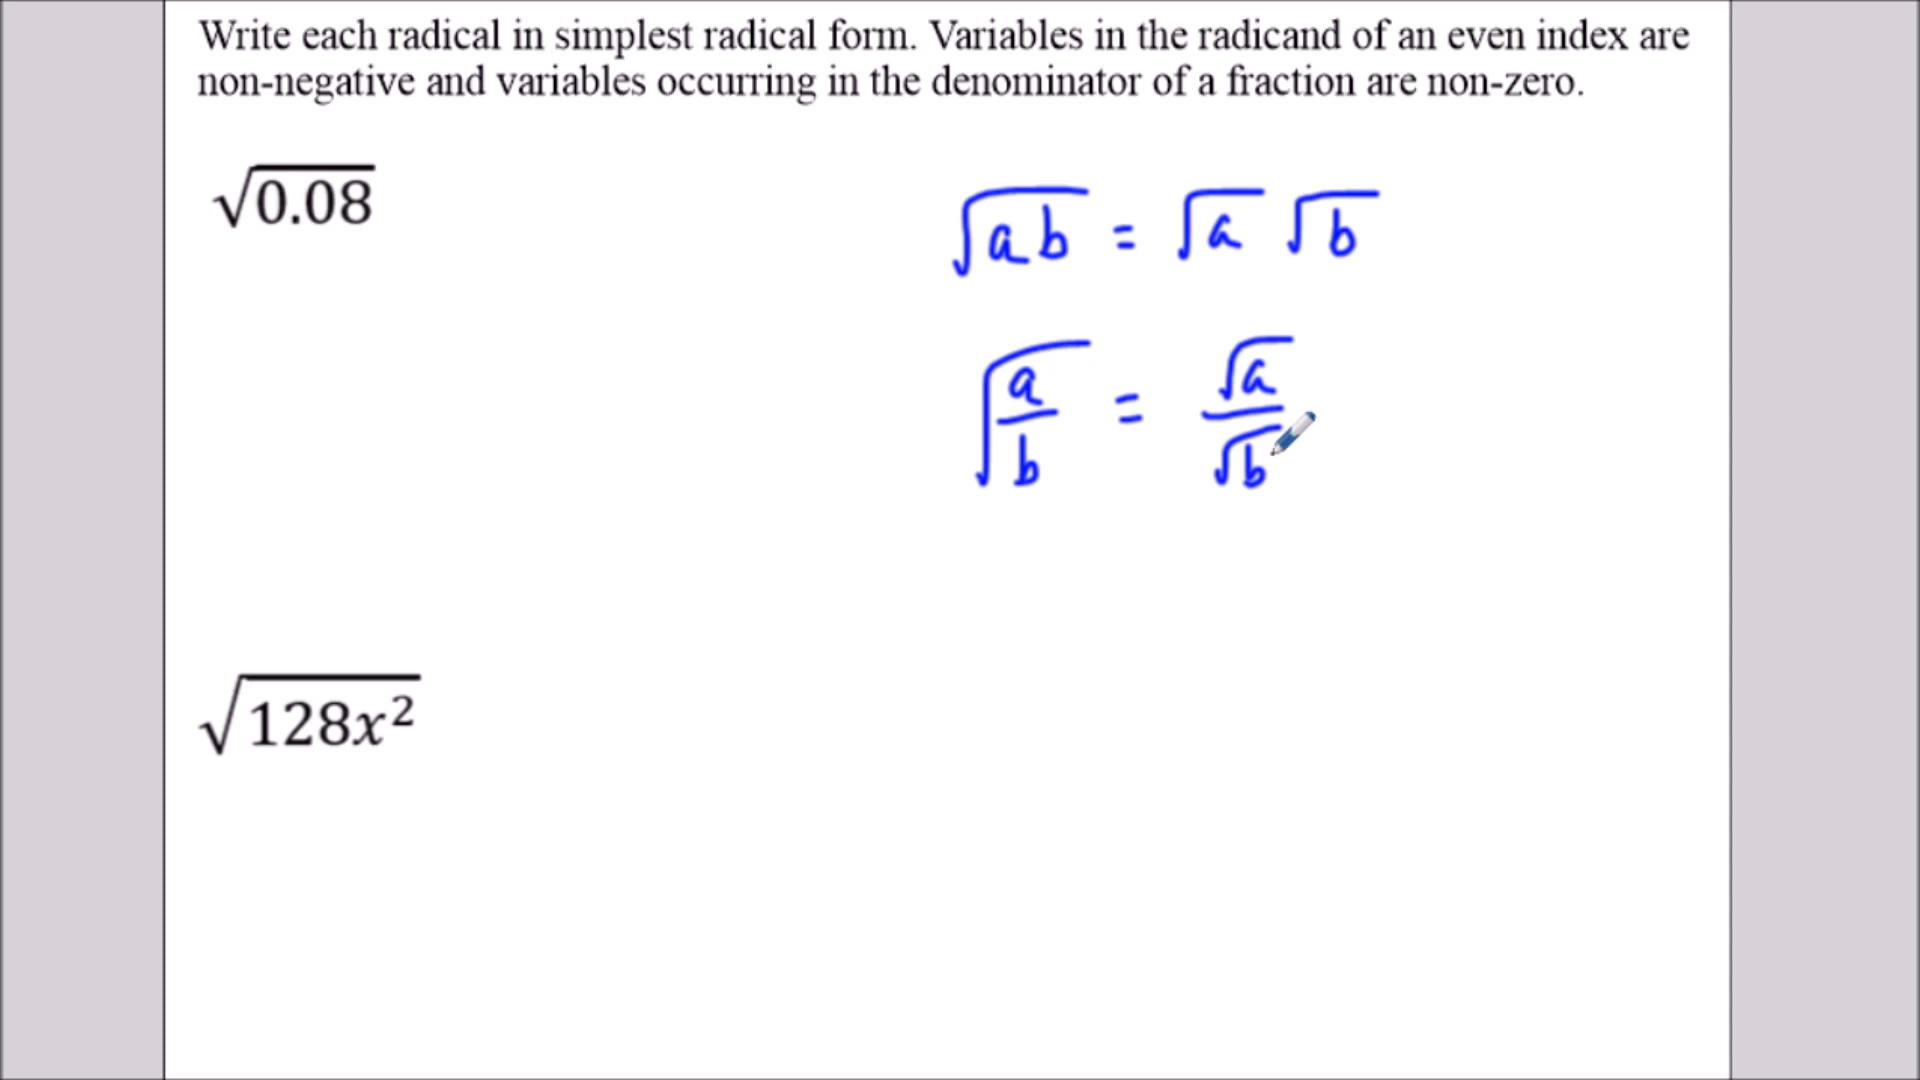 Write each radical in simplest radical form. Variables in the radicand of an even index are
non-negative and variables occurring in the denominator of a fraction are non-zero.
√0.08
√ab = √a √b
√(a/b) = √a/√b
√128x²